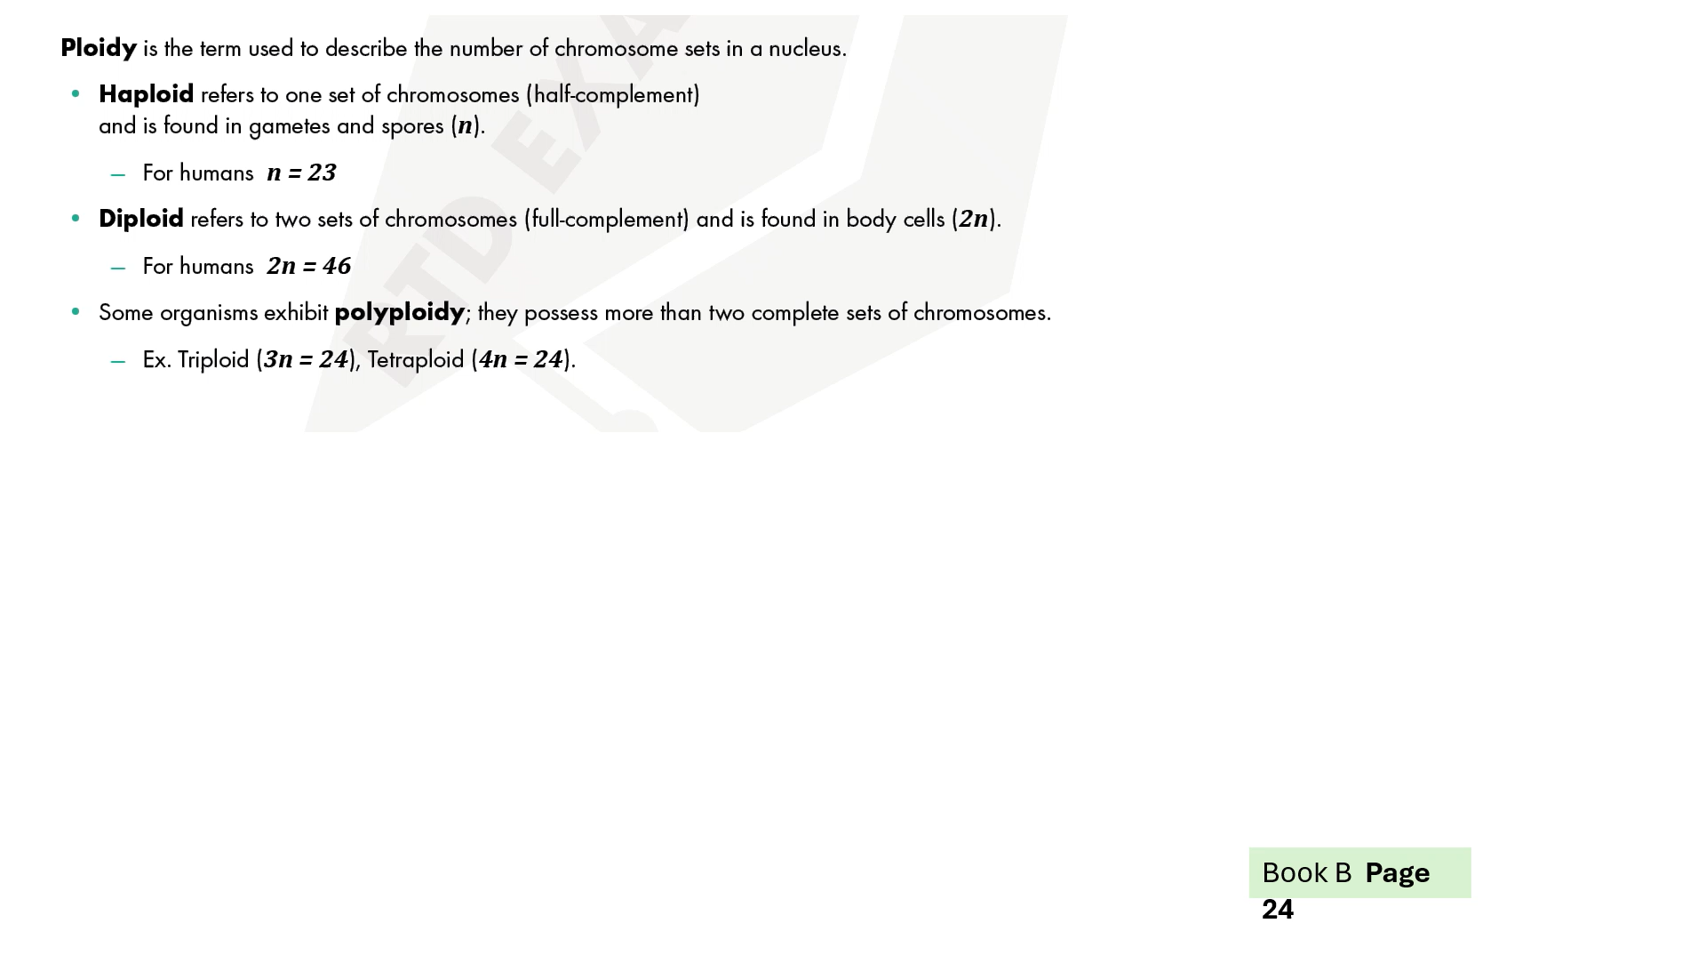 Ploidy is the term used to describe the number of chromosome sets in a nucleus.
• Haploid refers to one set of chromosomes (half-complement)
and is found in gametes and spores (n).
– For humans n = 23
• Diploid refers to two sets of chromosomes (full-complement) and is found in body cells (2n).
– For humans 2n = 46
• Some organisms exhibit polyploidy; they possess more than two complete sets of chromosomes.
– Ex. Triploid (3n = 24), Tetraploid (4n = 24).
RTD EXA
Book B Page
24